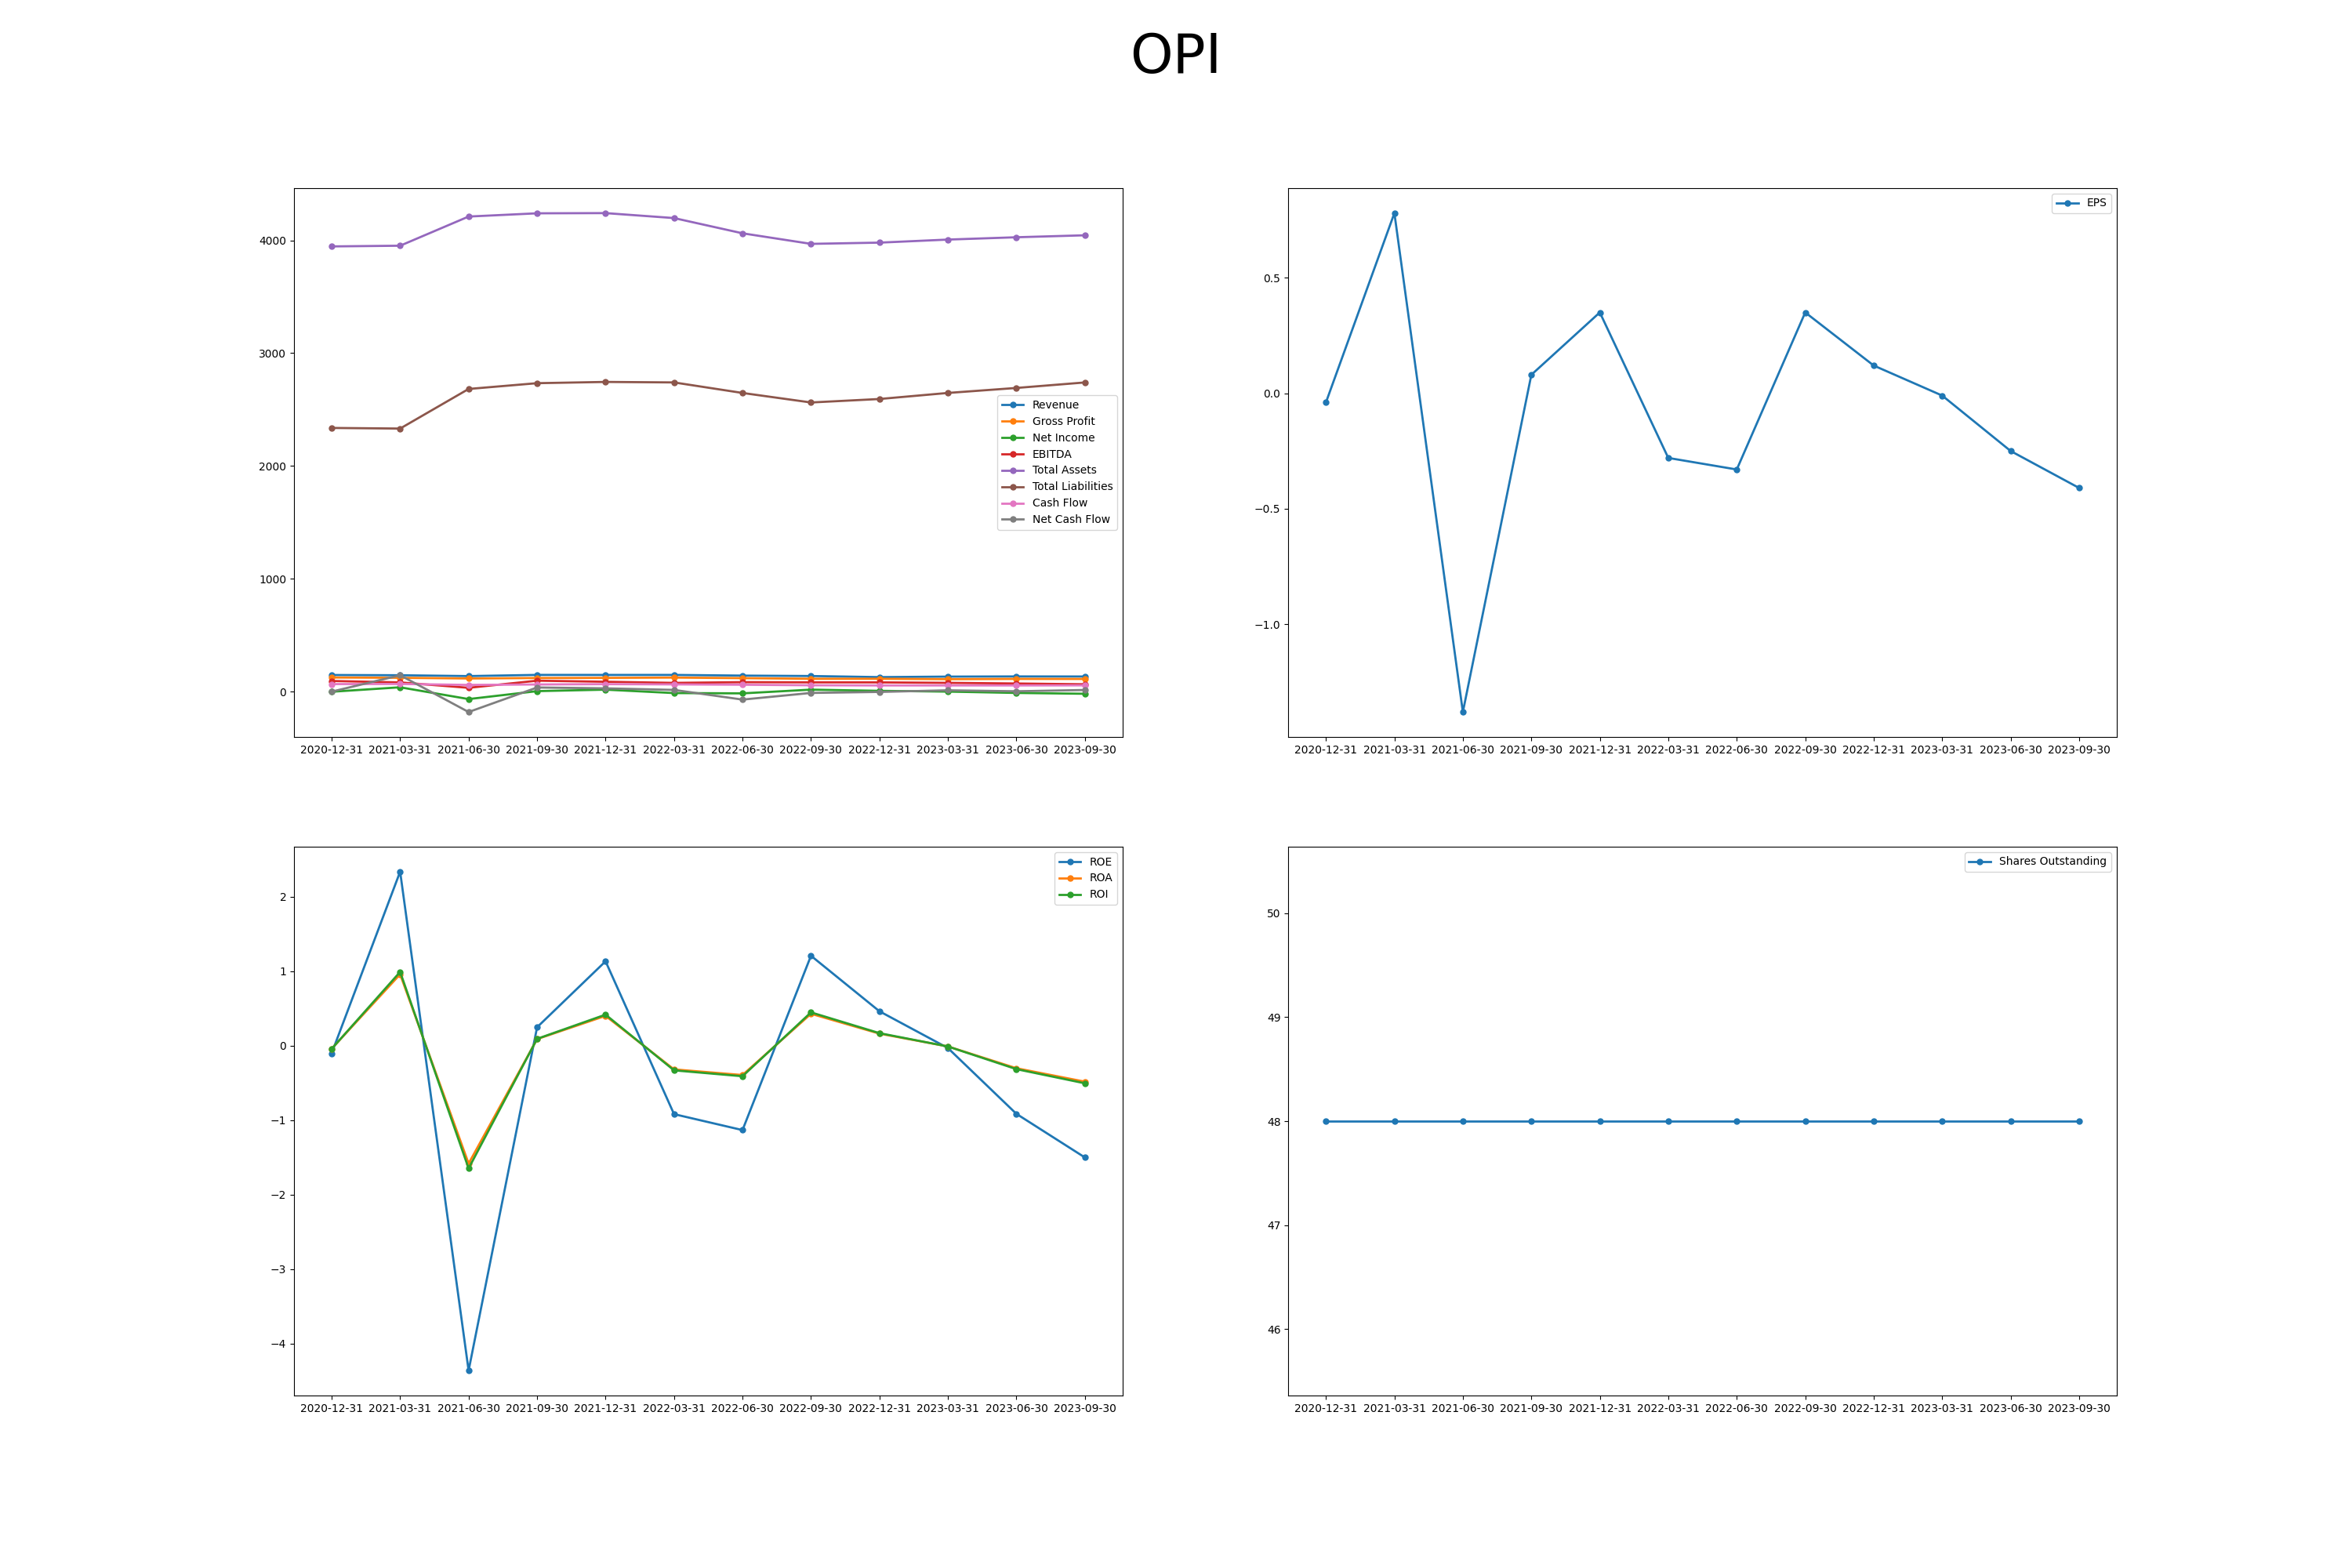 OPI
4000
3000
2000
1000
0
Revenue
Gross Profit
Net Income
EBITDA
Total Assets
Total Liabilities
Cash Flow
Net Cash Flow
2020-12-31 2021-03-31 2021-06-30 2021-09-30 2021-12-31 2022-03-31 2022-06-30 2022-09-30 2022-12-31 2023-03-31 2023-06-30 2023-09-30
EPS
0.5
0.0
−0.5
−1.0
2020-12-31 2021-03-31 2021-06-30 2021-09-30 2021-12-31 2022-03-31 2022-06-30 2022-09-30 2022-12-31 2023-03-31 2023-06-30 2023-09-30
ROE
ROA
ROI
2
1
0
−1
−2
−3
−4
2020-12-31 2021-03-31 2021-06-30 2021-09-30 2021-12-31 2022-03-31 2022-06-30 2022-09-30 2022-12-31 2023-03-31 2023-06-30 2023-09-30
Shares Outstanding
50
49
48
47
46
2020-12-31 2021-03-31 2021-06-30 2021-09-30 2021-12-31 2022-03-31 2022-06-30 2022-09-30 2022-12-31 2023-03-31 2023-06-30 2023-09-30